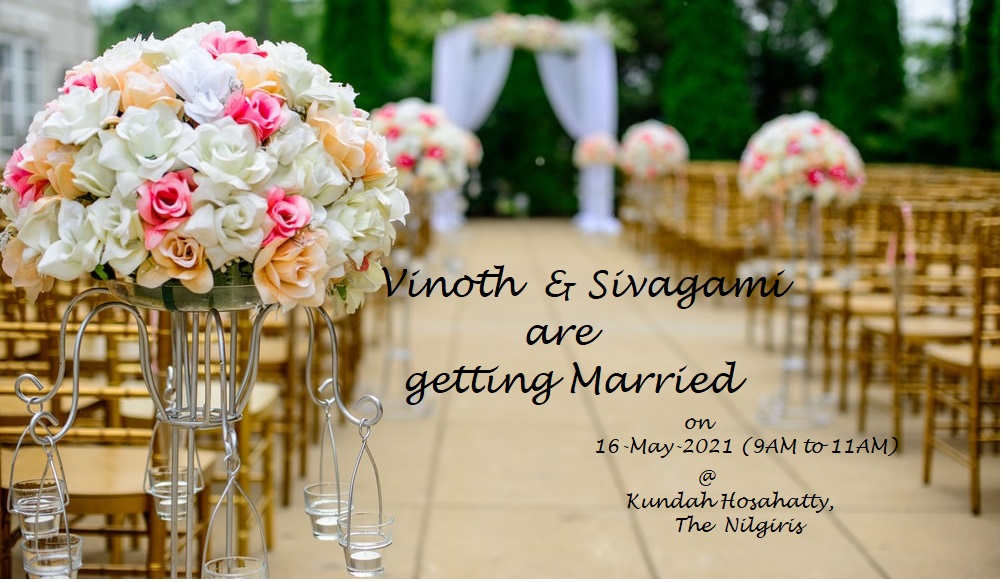 Vinoth & Sivagami
are
getting Married
on
16-May-2021 (9AM to 11AM)
@
Kundah Hosahatty,
The Nilgiris